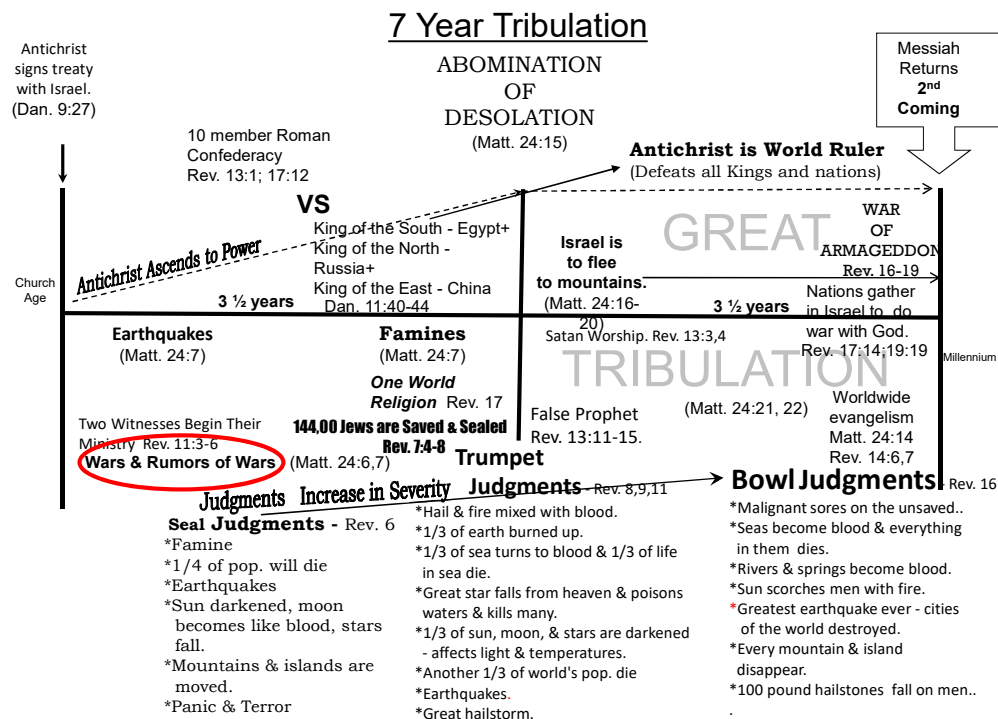 7 Year Tribulation
Antichrist
signs treaty
with Israel.
(Dan. 9:27)
ABOMINATION
OF
DESOLATION
(Matt. 24:15)
Messiah
Returns
2nd
Coming
10 member Roman
Confederacy
Rev. 13:1; 17:12
VS
King of the South - Egypt+
King of the North -
Russia+
King of the East - China
Dan. 11:40-44
Antichrist is World Ruler
(Defeats all Kings and nations)
Antichrist Ascends to Power
Church
Age
3 ½ years
Israel is
to flee
to mountains.
(Matt. 24:16-
20)
GREAT
WAR
OF
ARMAGEDDON
Rev. 16-19
3 ½ years
Nations gather
in Israel to do
war with God.
Rev. 17:14;19:19
Millennium
Earthquakes
(Matt. 24:7)
Famines
(Matt. 24:7)
One World
Religion Rev. 17
Satan Worship. Rev. 13:3,4
TRIBULATION
Two Witnesses Begin Their
Ministry Rev. 11:3-6
Wars & Rumors of Wars (Matt. 24:6,7)
144,00 Jews are Saved & Sealed
Rev. 7:4-8
False Prophet
Rev. 13:11-15.
(Matt. 24:21, 22)
Worldwide
evangelism
Matt. 24:14
Rev. 14:6,7
Judgments Increase in Severity
Seal Judgments - Rev. 6
*Famine
*1/4 of pop. will die
*Earthquakes
*Sun darkened, moon
becomes like blood, stars
fall.
*Mountains & islands are
moved.
*Panic & Terror
Trumpet
Judgments - Rev. 8,9,11
*Hail & fire mixed with blood.
*1/3 of earth burned up.
*1/3 of sea turns to blood & 1/3 of life
in sea die.
*Great star falls from heaven & poisons
waters & kills many.
*1/3 of sun, moon, & stars are darkened
- affects light & temperatures.
*Another 1/3 of world's pop. die
*Earthquakes.
*Great hailstorm.
Bowl Judgments - Rev. 16
*Malignant sores on the unsaved..
*Seas become blood & everything
in them dies.
*Rivers & springs become blood.
*Sun scorches men with fire.
*Greatest earthquake ever - cities
of the world destroyed.
*Every mountain & island
disappear.
*100 pound hailstones fall on men..
.